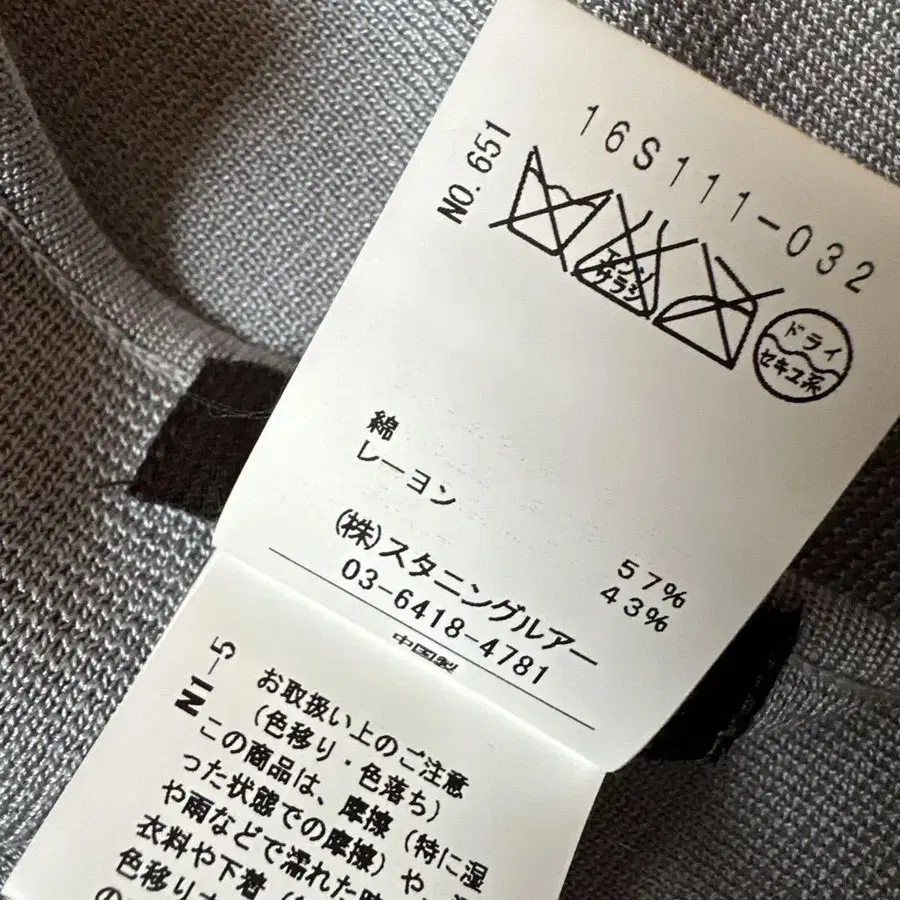 16S111-032
NO. 651
エンソ
サラシ
ドライ
セキユ系
綿 57%
レーヨン 43%
(株)スタニングルアー
03-6418-4781
中国製
N1-5
お取扱い上のご注意
(色移り・色落ち)
この商品は、摩擦(特に湿
った状態での摩擦)や、
や雨などで濡れた時
衣料や下着(
色移り
の